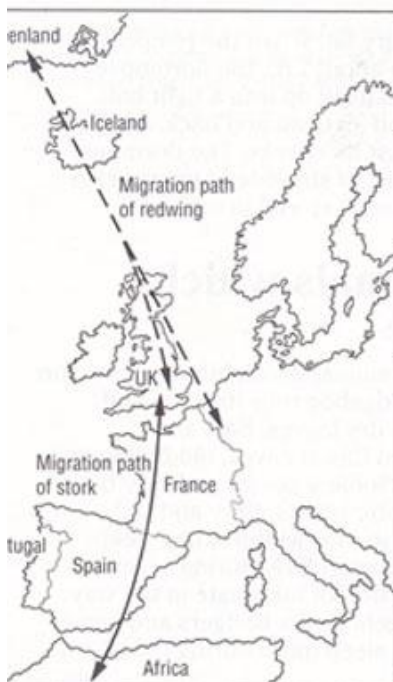 enland
Iceland
Migration path
of redwing
UK
Migration path
of stork
France
tugal
Spain
Africa